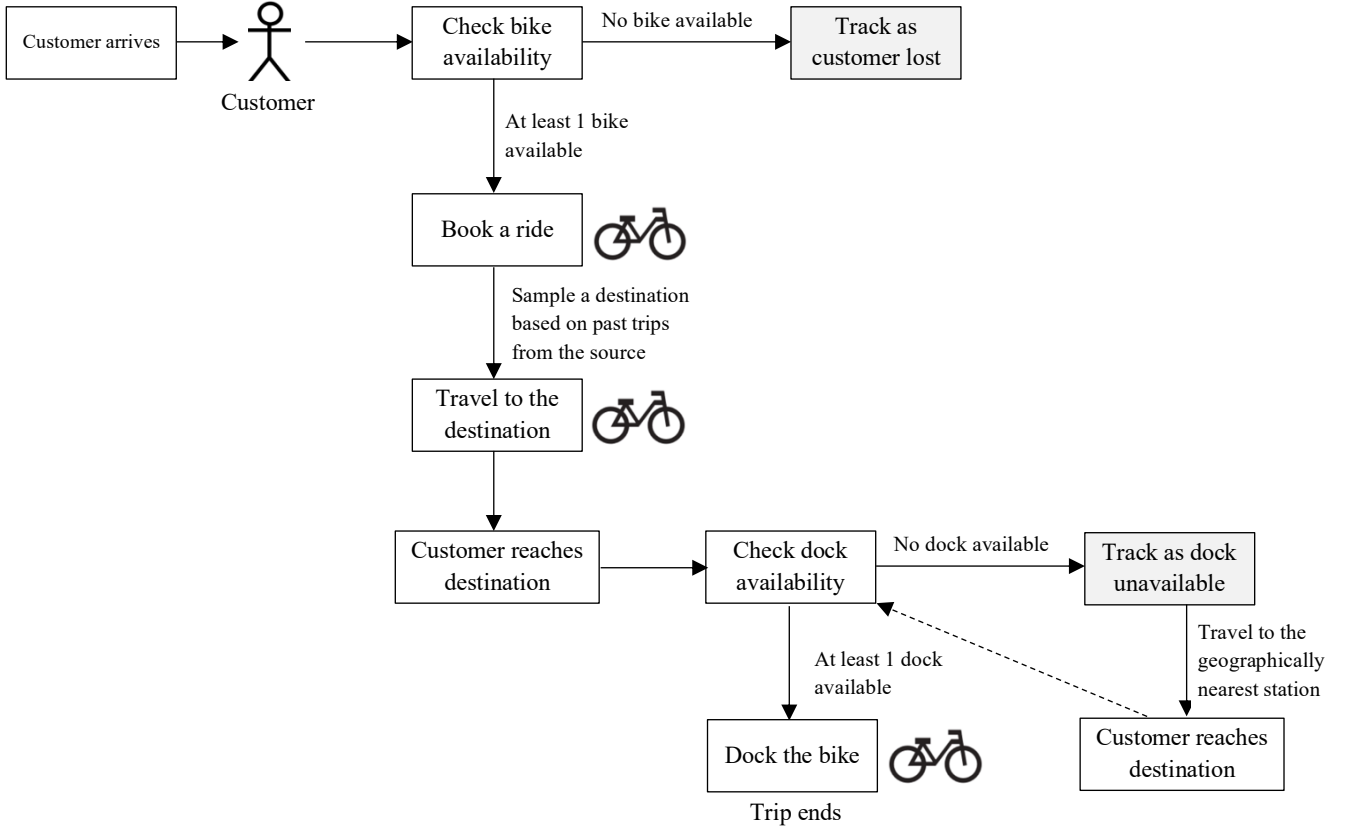 Customer arrives
Customer
Check bike
availability
No bike available
Track as
customer lost
At least 1 bike
available
Book a ride
Sample a destination
based on past trips
from the source
Travel to the
destination
Customer reaches
destination
Check dock
availability
No dock available
Track as dock
unavailable
Travel to the
geographically
nearest station
At least 1 dock
available
Dock the bike
Trip ends
Customer reaches
destination